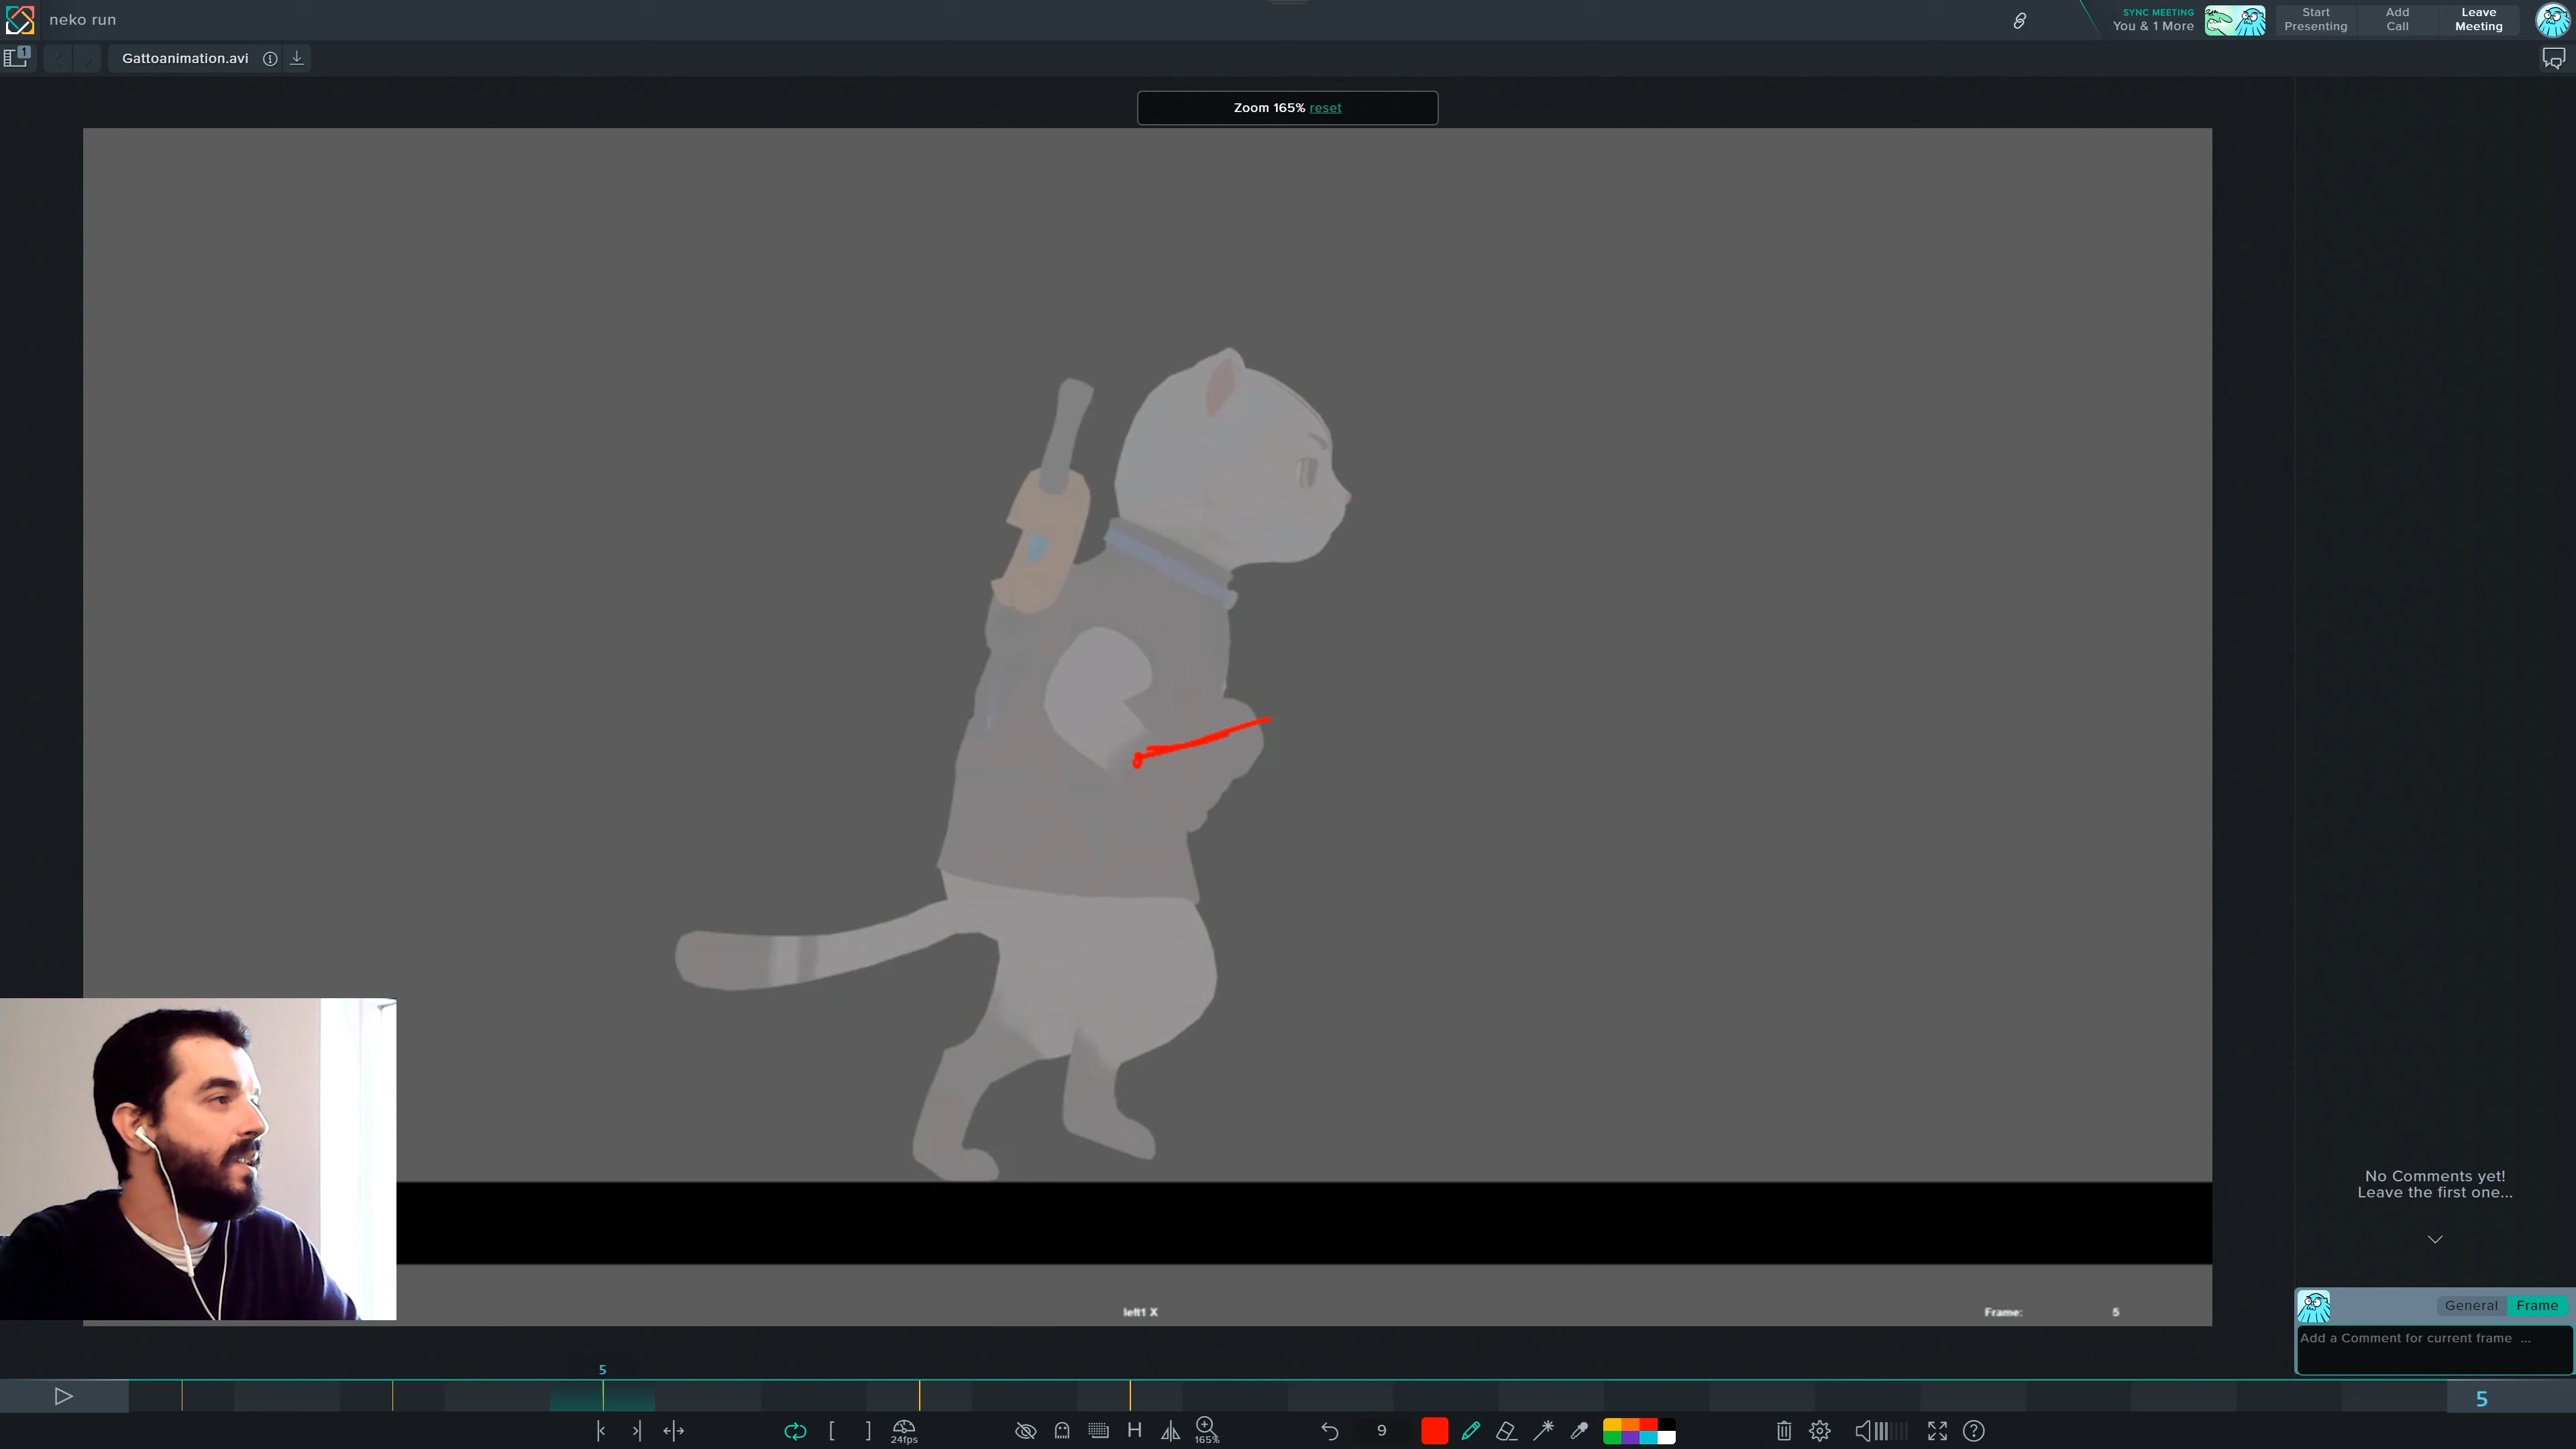 neko run
SYNC MEETING
You & 1 More
Start
Presenting
Add
Call
Leave
Meeting
1
Gattoanimation.avi
Zoom 165% reset
No Comments yet!
Leave the first one...
left1 X
Frame: 5
General
Frame
Add a Comment for current frame ...
5
5
24fps
H
165%
9